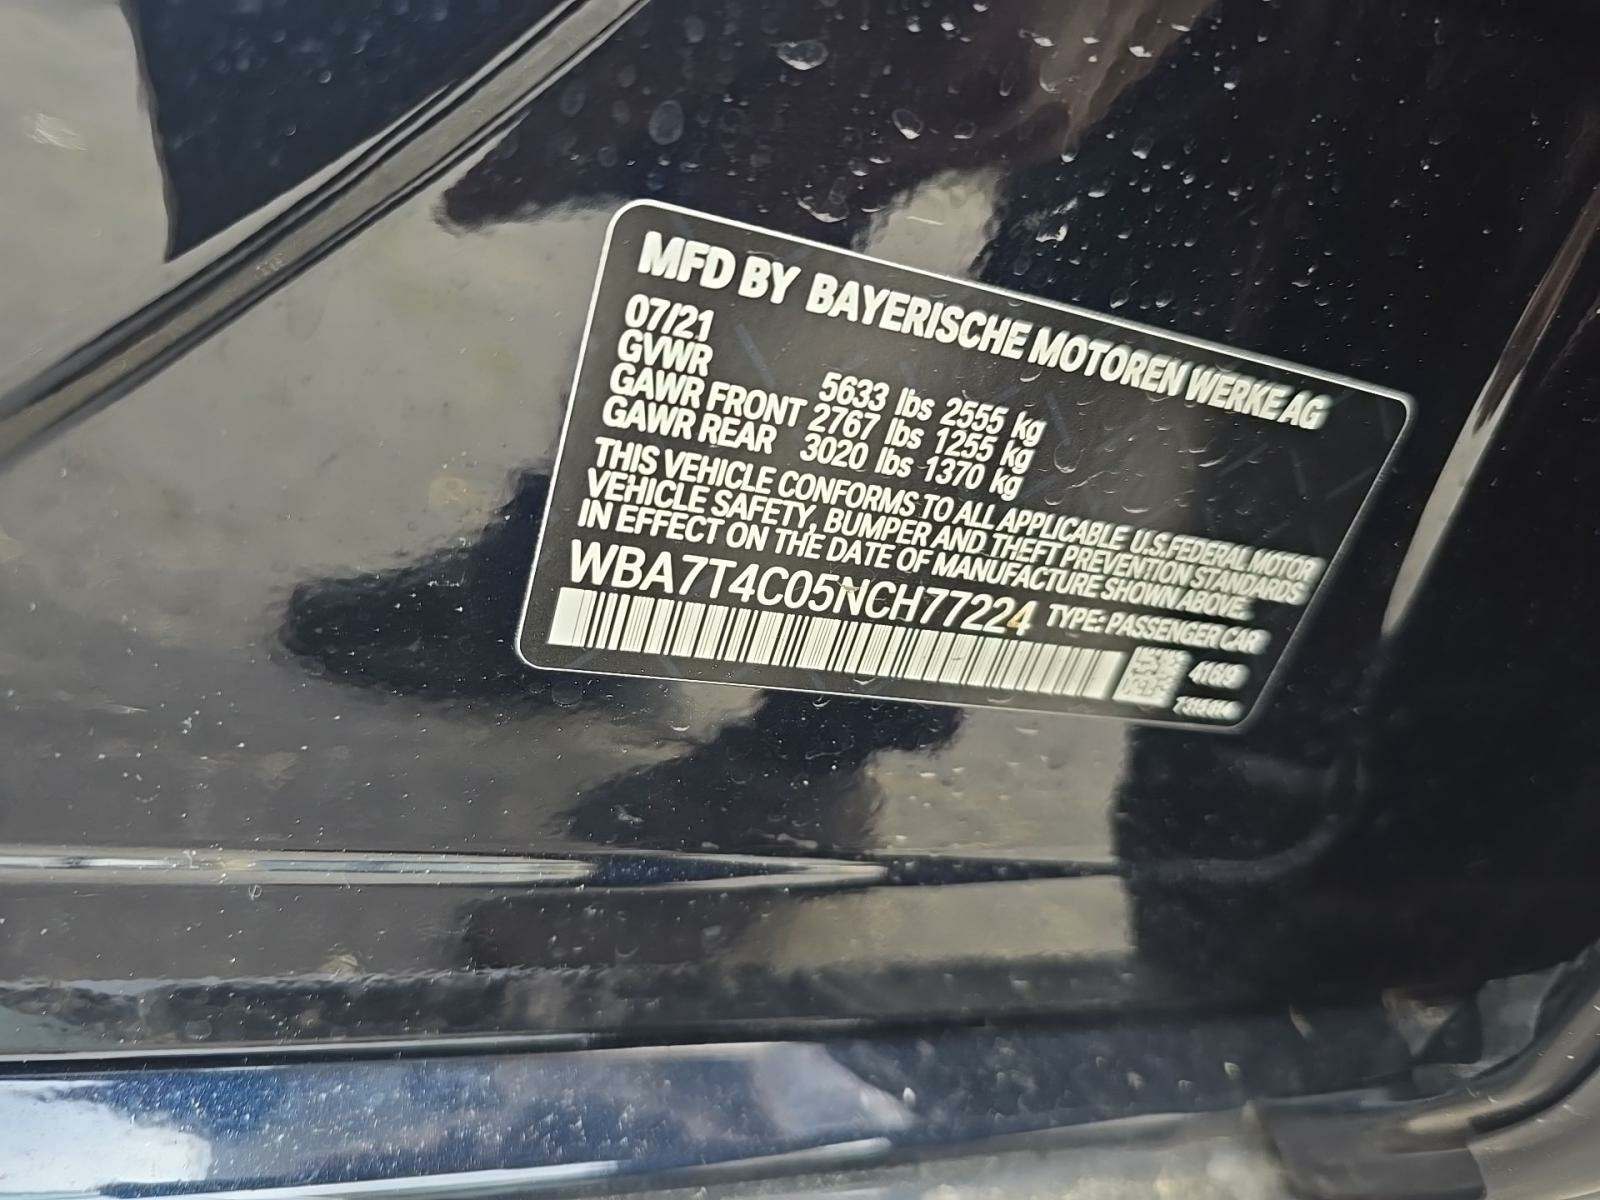 MFD BY BAYERISCHE MOTOREN WERKE AG
07/21
GVWR 5633 lbs 2555 kg
GAWR FRONT 2767 lbs 1255 kg
GAWR REAR 3020 lbs 1370 kg
THIS VEHICLE CONFORMS TO ALL APPLICABLE U.S.FEDERAL MOTOR
VEHICLE SAFETY, BUMPER AND THEFT PREVENTION STANDARDS
IN EFFECT ON THE DATE OF MANUFACTURE SHOWN ABOVE.
WBA7T4C05NCH77224 TYPE: PASSENGER CAR